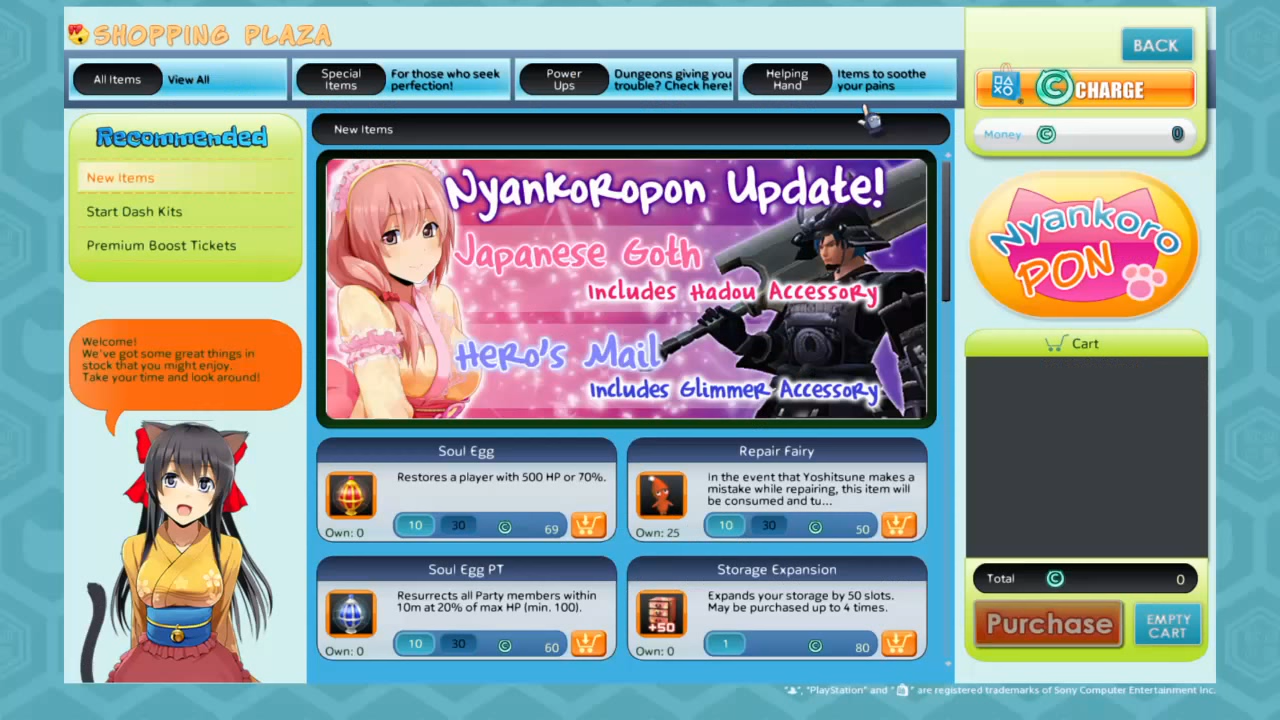 SHOPPING PLAZA
All Items
View All
Special
Items
For those who seek
perfection!
Power
Ups
Dungeons giving you
trouble? Check here!
Helping
Hand
Items to soothe
your pains
BACK
C CHARGE
Money C 0
Recommended
New Items
Start Dash Kits
Premium Boost Tickets
New Items
Nyankoropon Update!
Japanese Goth
Includes Hadou Accessory
Hero's Mail
Includes Glimmer Accessory
Nyankoro
PON
Welcome!
We've got some great things in
stock that you might enjoy.
Take your time and look around!
Cart
Soul Egg
Restores a player with 500 HP or 70%.
Own: 0
10 30 C 69
Repair Fairy
In the event that Yoshitsune makes a
mistake while repairing, this item will
be consumed and tu...
Own: 25
10 30 C 50
Soul Egg PT
Resurrects all Party members within
10m at 20% of max HP (min. 100).
Own: 0
10 30 C 60
Storage Expansion
Expands your storage by 50 slots.
May be purchased up to 4 times.
+50
Own: 0
1 C 80
Total C 0
Purchase
EMPTY
CART
" ", "PlayStation" and " " are registered trademarks of Sony Computer Entertainment Inc.